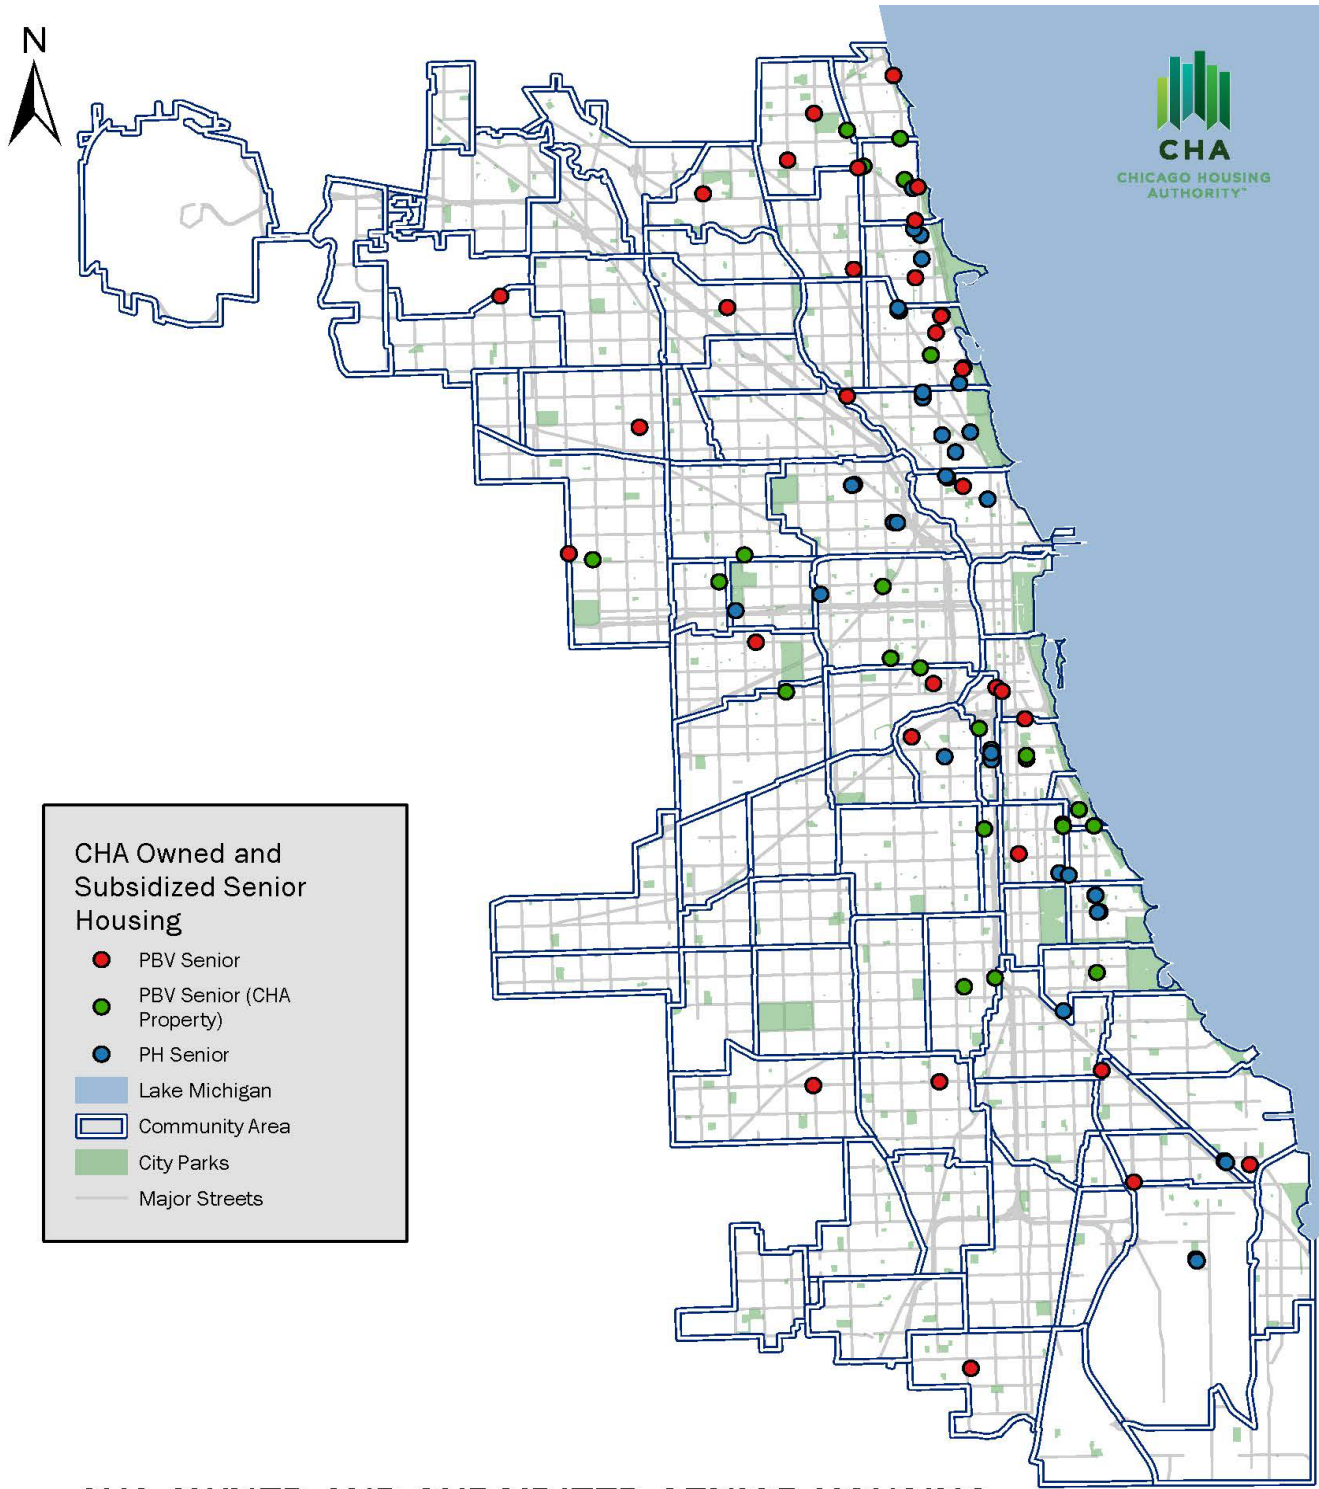 N
CHA
CHICAGO HOUSING
AUTHORITY™
CHA Owned and
Subsidized Senior
Housing
PBV Senior
PBV Senior (CHA
Property)
PH Senior
Lake Michigan
Community Area
City Parks
Major Streets